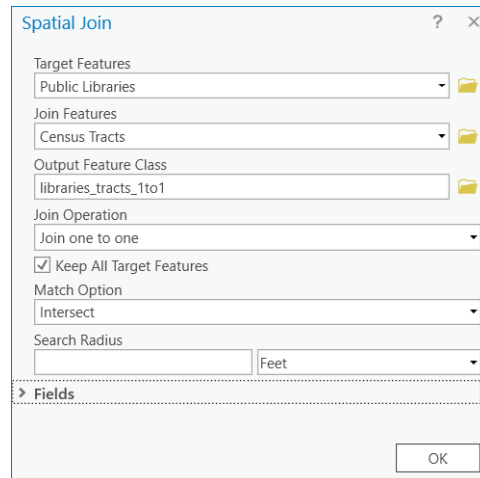 Spatial Join ? ×
Target Features
Public Libraries
Join Features
Census Tracts
Output Feature Class
libraries_tracts_1to1
Join Operation
Join one to one
Keep All Target Features
Match Option
Intersect
Search Radius
Feet
> Fields
OK